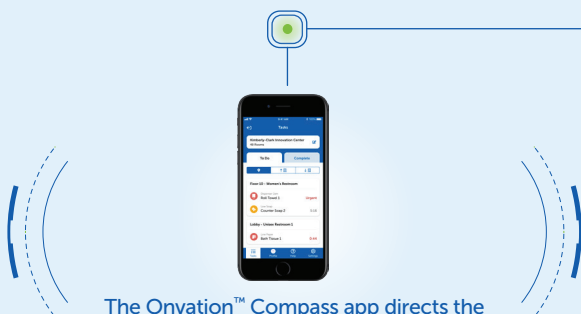 Tasks
Kimberly-Clark Innovation Center
To Do
Complete
Floor 10 - Women's Restroom
Roll Towel 1
Urgent
Counter Soap 2
Lobby - Unisex Restroom 1
Bath Tissue 1
The Onvation™ Compass app directs the